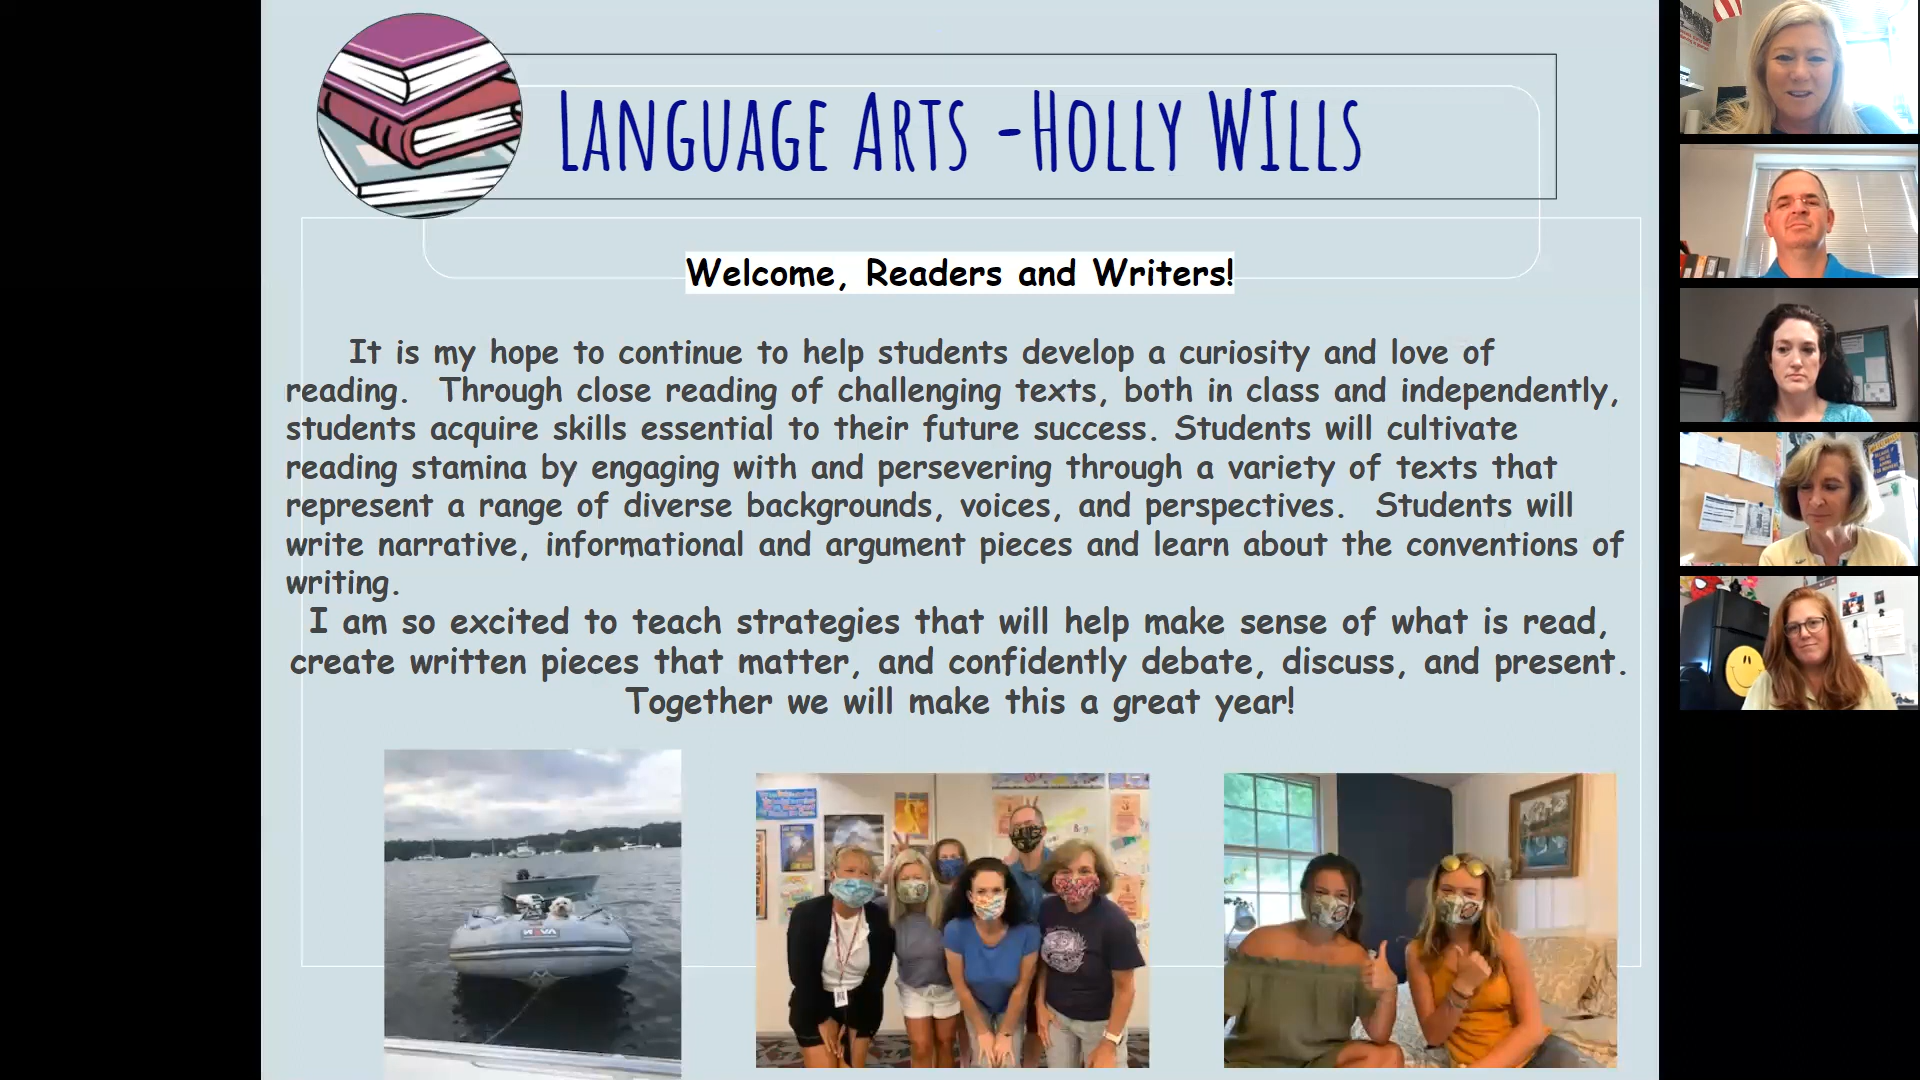 LANGUAGE ARTS -HOLLY WILLS
Welcome, Readers and Writers!
It is my hope to continue to help students develop a curiosity and love of
reading. Through close reading of challenging texts, both in class and independently,
students acquire skills essential to their future success. Students will cultivate
reading stamina by engaging with and persevering through a variety of texts that
represent a range of diverse backgrounds, voices, and perspectives. Students will
write narrative, informational and argument pieces and learn about the conventions of
writing.
I am so excited to teach strategies that will help make sense of what is read,
create written pieces that matter, and confidently debate, discuss, and present.
Together we will make this a great year!